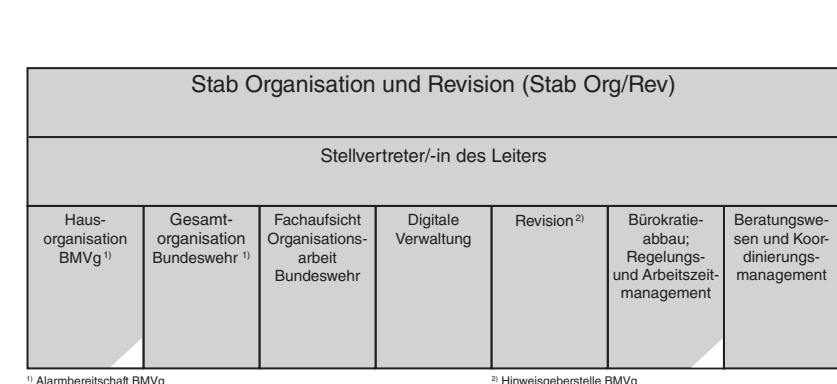 Stab Organisation und Revision (Stab Org/Rev)
Stellvertreter/-in des Leiters
Haus-
organisation
BMVg 1)
Gesamt-
organisation
Bundeswehr 1)
Fachaufsicht
Organisations-
arbeit
Bundeswehr
Digitale
Verwaltung
Revision 2)
Bürokratie-
abbau;
Regelungs-
und Arbeitszeit-
management
Beratungswe-
sen und Koor-
dinierungs-
management
1) Alarmbereitschaft BMVg
2) Hinweisgeberstelle BMVg